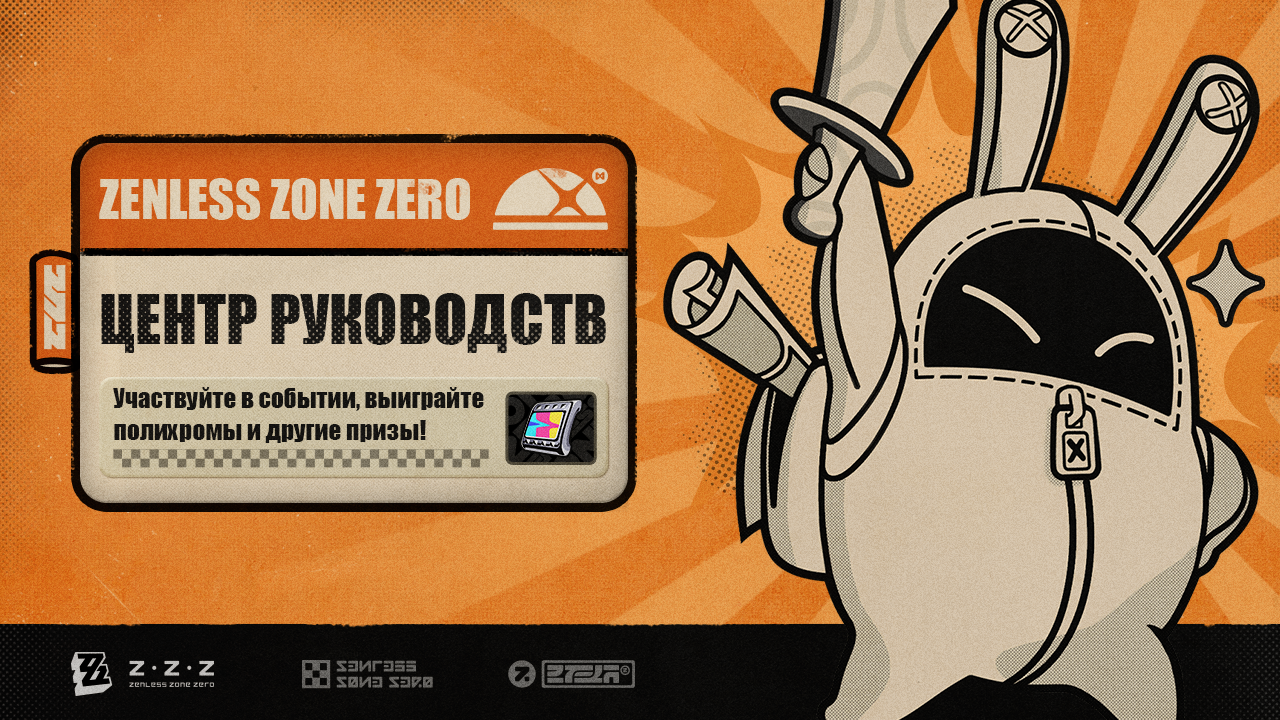 ZENLESS ZONE ZERO
ЦЕНТР РУКОВОДСТВ
Участвуйте в событии, выиграйте
полихромы и другие призы!
Z·Z·Z
zenless zone zero